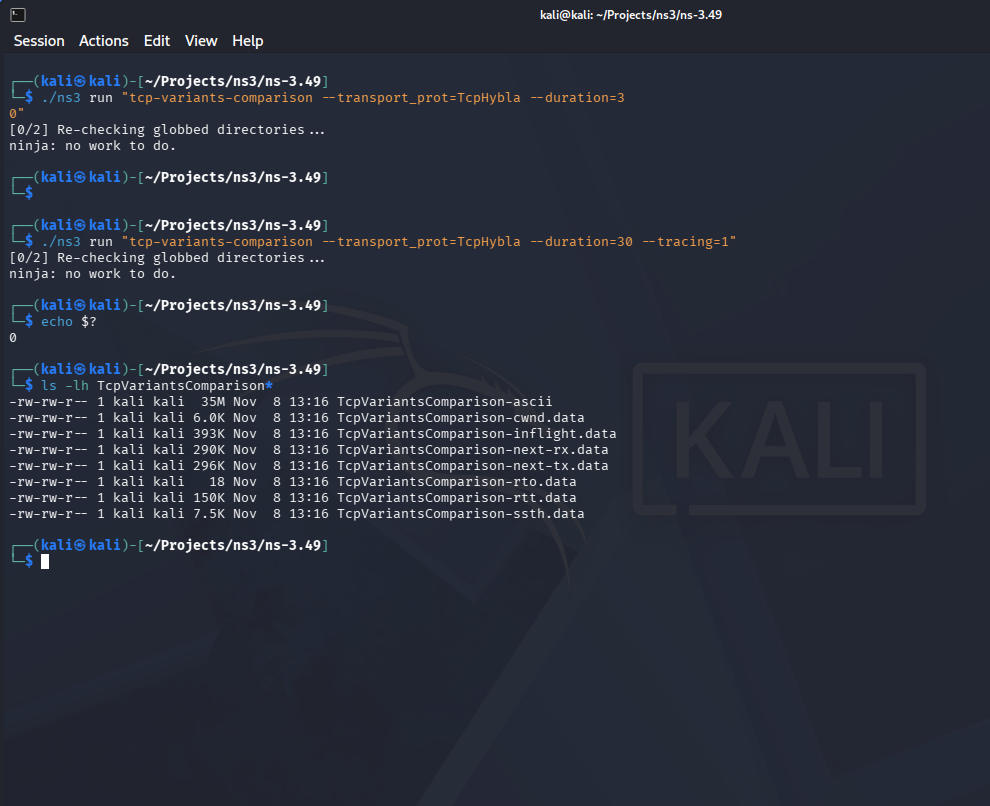 kali@kali: ~/Projects/ns3/ns-3.49
Session Actions Edit View Help
┌──(kali㉿kali)-[~/Projects/ns3/ns-3.49]
└─$ ./ns3 run "tcp-variants-comparison --transport_prot=TcpHybla --duration=3
0"
[0/2] Re-checking globbed directories...
ninja: no work to do.
┌──(kali㉿kali)-[~/Projects/ns3/ns-3.49]
└─$
┌──(kali㉿kali)-[~/Projects/ns3/ns-3.49]
└─$ ./ns3 run "tcp-variants-comparison --transport_prot=TcpHybla --duration=30 --tracing=1"
[0/2] Re-checking globbed directories...
ninja: no work to do.
┌──(kali㉿kali)-[~/Projects/ns3/ns-3.49]
└─$ echo $?
0
┌──(kali㉿kali)-[~/Projects/ns3/ns-3.49]
└─$ ls -lh TcpVariantsComparison*
-rw-rw-r-- 1 kali kali  35M Nov  8 13:16 TcpVariantsComparison-ascii
-rw-rw-r-- 1 kali kali 6.0K Nov  8 13:16 TcpVariantsComparison-cwnd.data
-rw-rw-r-- 1 kali kali 393K Nov  8 13:16 TcpVariantsComparison-inflight.data
-rw-rw-r-- 1 kali kali 290K Nov  8 13:16 TcpVariantsComparison-next-rx.data
-rw-rw-r-- 1 kali kali 296K Nov  8 13:16 TcpVariantsComparison-next-tx.data
-rw-rw-r-- 1 kali kali   18 Nov  8 13:16 TcpVariantsComparison-rto.data
-rw-rw-r-- 1 kali kali 150K Nov  8 13:16 TcpVariantsComparison-rtt.data
-rw-rw-r-- 1 kali kali 7.5K Nov  8 13:16 TcpVariantsComparison-ssth.data
┌──(kali㉿kali)-[~/Projects/ns3/ns-3.49]
└─$
KALI